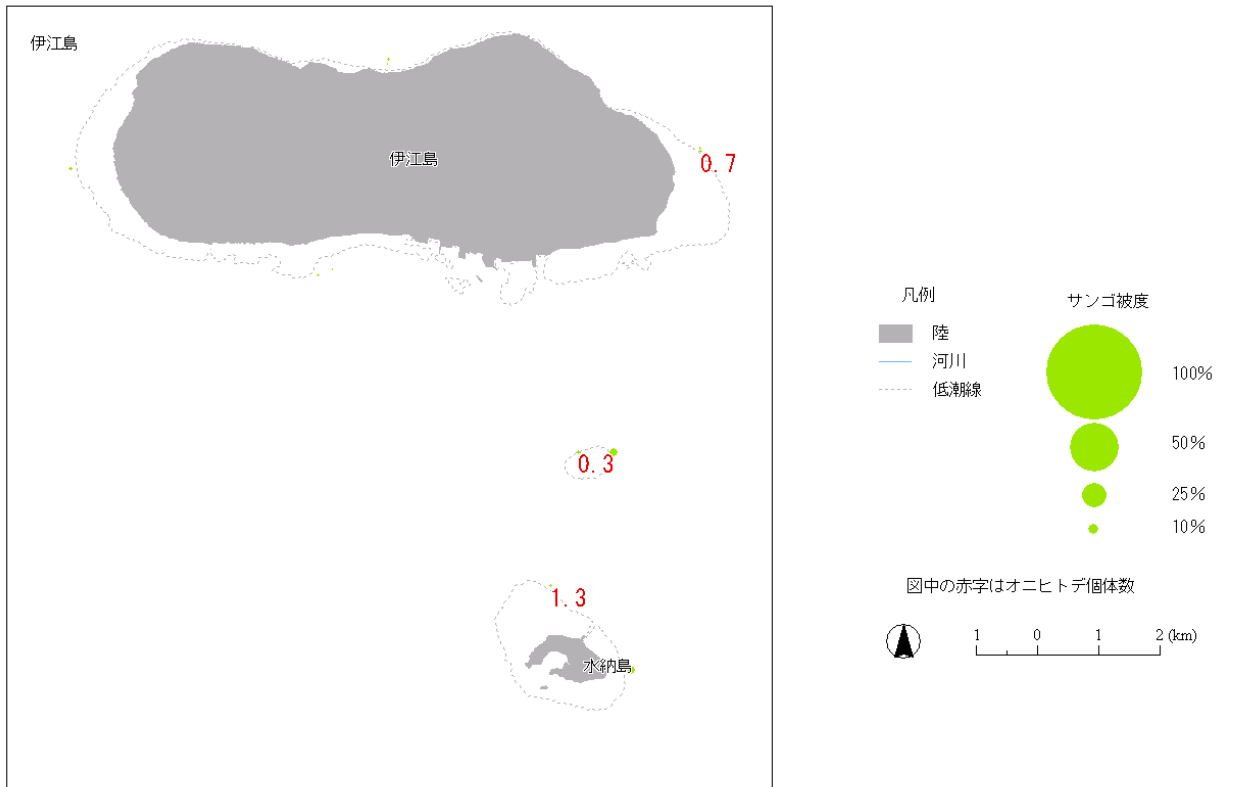 伊江島
伊江島
0.7
0.3
1.3
水納島
凡例
陸
河川
低潮線
サンゴ被度
100%
50%
25%
10%
図中の赤字はオニヒトデ個体数
1 0 1 2 (km)